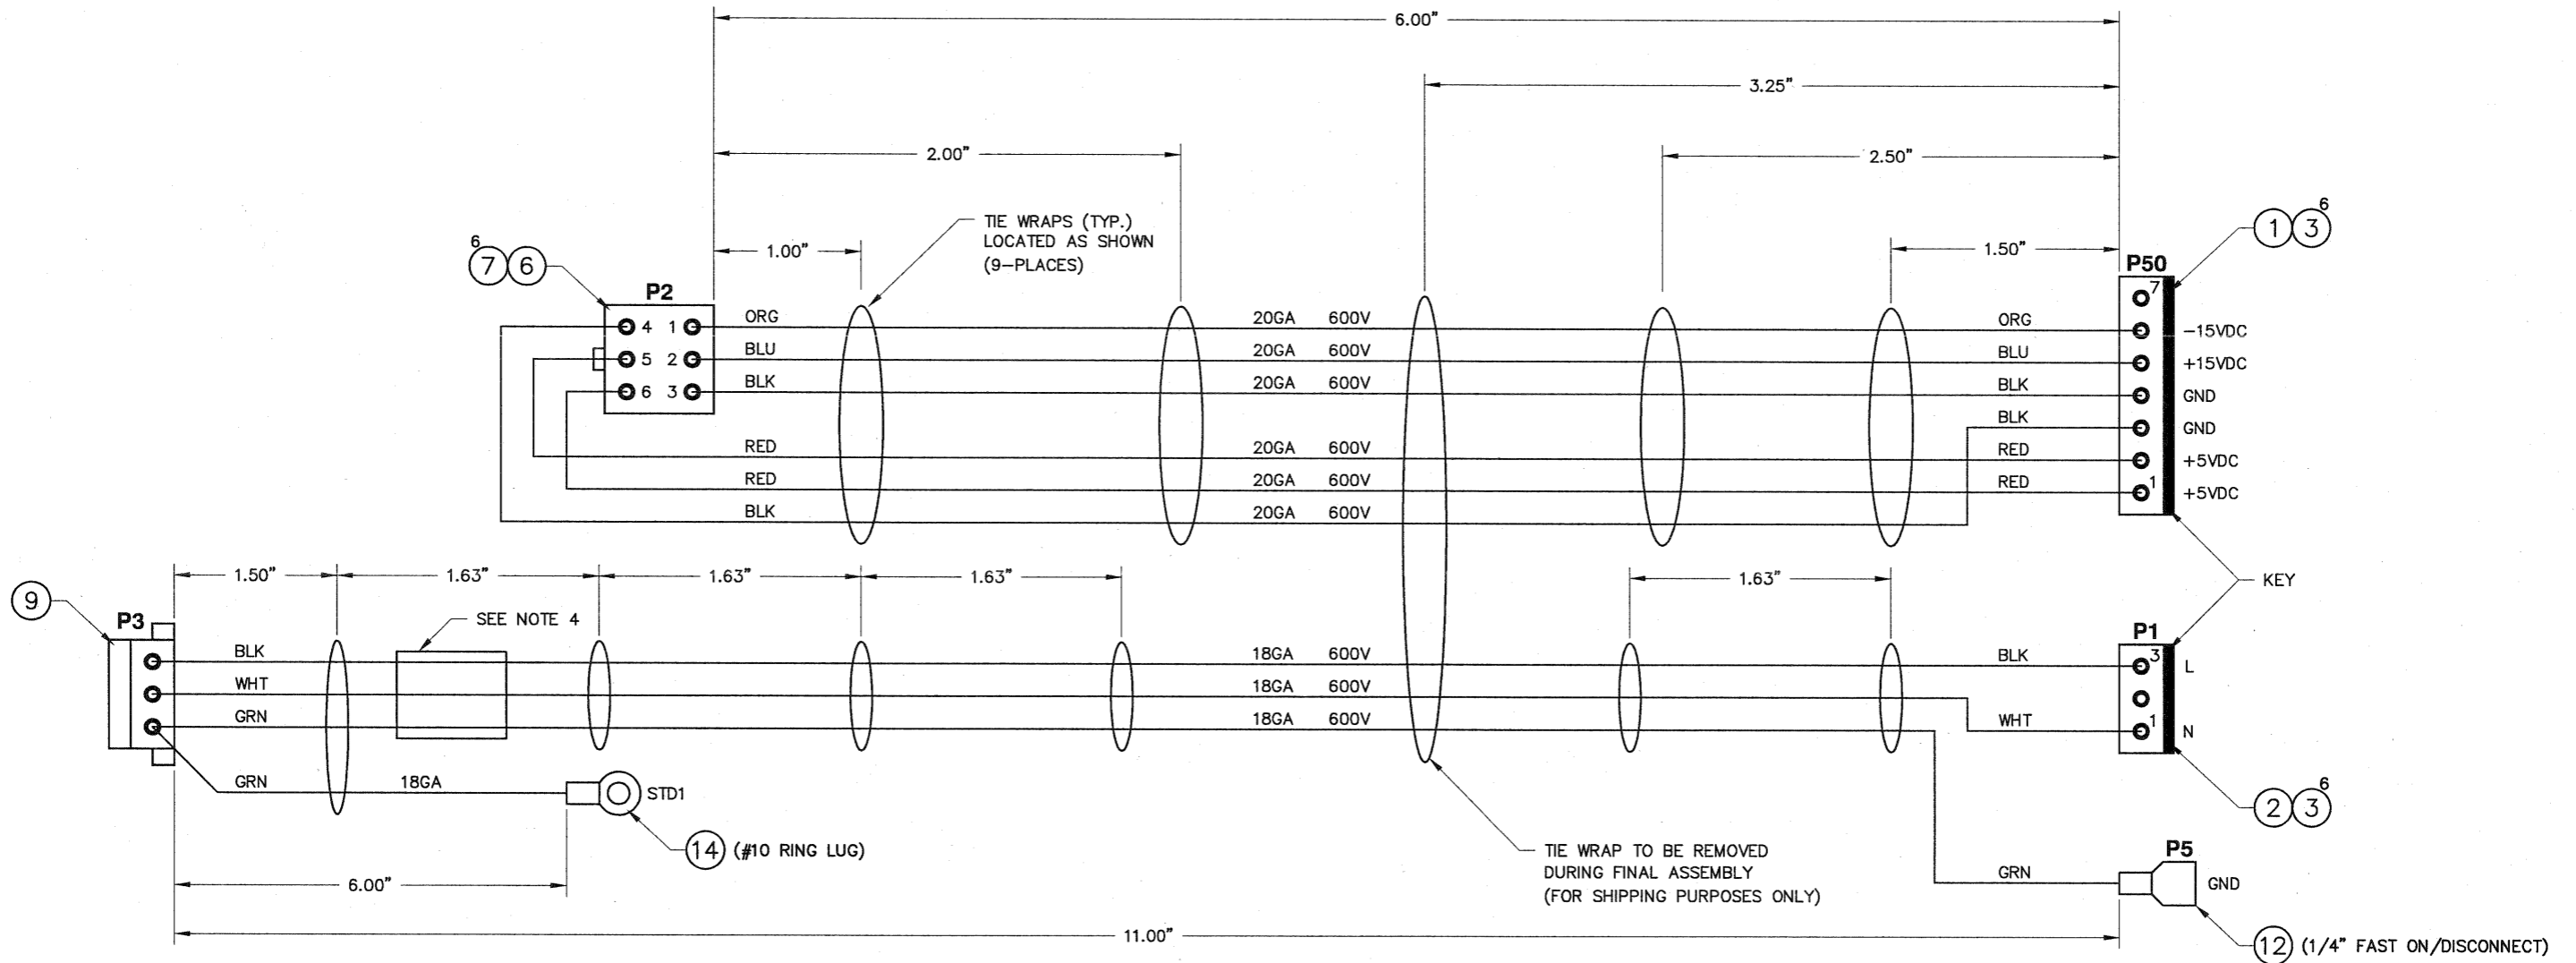 6.00"
3.25"
2.00"
2.50"
TIE WRAPS (TYP.)
LOCATED AS SHOWN
(9-PLACES)
1.00"
1.50"
6
7 6
6
1 3
P2
P50
4 1
5 2
6 3
7
1
ORG 20GA 600V ORG -15VDC
BLU 20GA 600V BLU +15VDC
BLK 20GA 600V BLK GND
BLK GND
RED 20GA 600V RED +5VDC
RED 20GA 600V RED +5VDC
BLK 20GA 600V
1.50" 1.63" 1.63" 1.63" 1.63"
KEY
9
P3
SEE NOTE 4
P1
BLK 18GA 600V BLK 3 L
WHT 18GA 600V
GRN 18GA 600V WHT 1 N
GRN 18GA STD1
14 (#10 RING LUG)
6
2 3
TIE WRAP TO BE REMOVED
DURING FINAL ASSEMBLY
(FOR SHIPPING PURPOSES ONLY)
P5
GRN GND
6.00"
11.00"
12 (1/4" FAST ON/DISCONNECT)